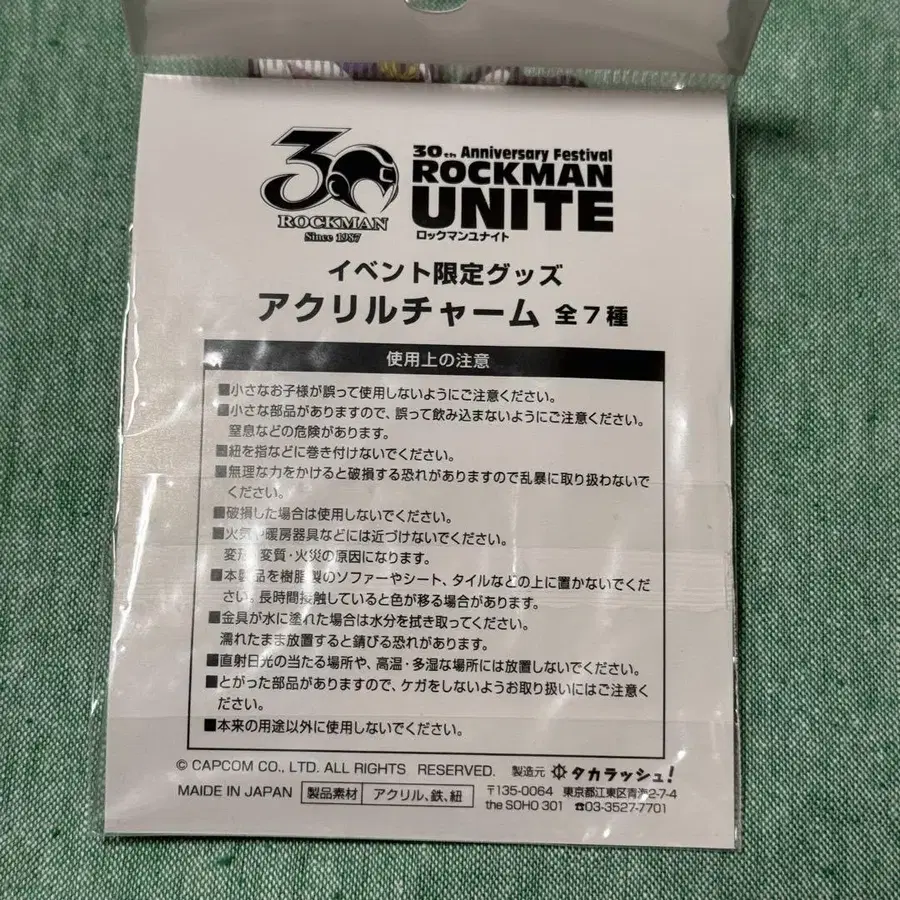 30
ROCKMAN
Since 1987
30th Anniversary Festival
ROCKMAN
UNITE
ロックマンユナイト
イベント限定グッズ
アクリルチャーム 全7種
使用上の注意
■小さなお子様が誤って使用しないようにご注意ください。
■小さな部品がありますので、誤って飲み込まないようにご注意ください。
窒息などの危険があります。
■紐を指などに巻き付けないでください。
■無理な力をかけると破損する恐れがありますので乱暴に取り扱わないで
ください。
■破損した場合は使用しないでください。
■火気や暖房器具などには近づけないでください。
変形・変質・火災の原因になります。
■本製品を樹脂製のソファーやシート、タイルなどの上に置かないでくだ
さい。長時間接触していると色が移る場合があります。
■金具が水に塗れた場合は水分を拭き取ってください。
濡れたまま放置すると錆びる恐れがあります。
■直射日光の当たる場所や、高温・多湿な場所には放置しないでください。
■とがった部品がありますので、ケガをしないようお取り扱いにはご注意く
ださい。
■本来の用途以外に使用しないでください。
© CAPCOM CO., LTD. ALL RIGHTS RESERVED. 製造元 タカラッシュ!
MAIDE IN JAPAN 製品素材 アクリル、鉄、紐
〒135-0064 東京都江東区青海2-7-4
the SOHO 301 ☎03-3527-7701